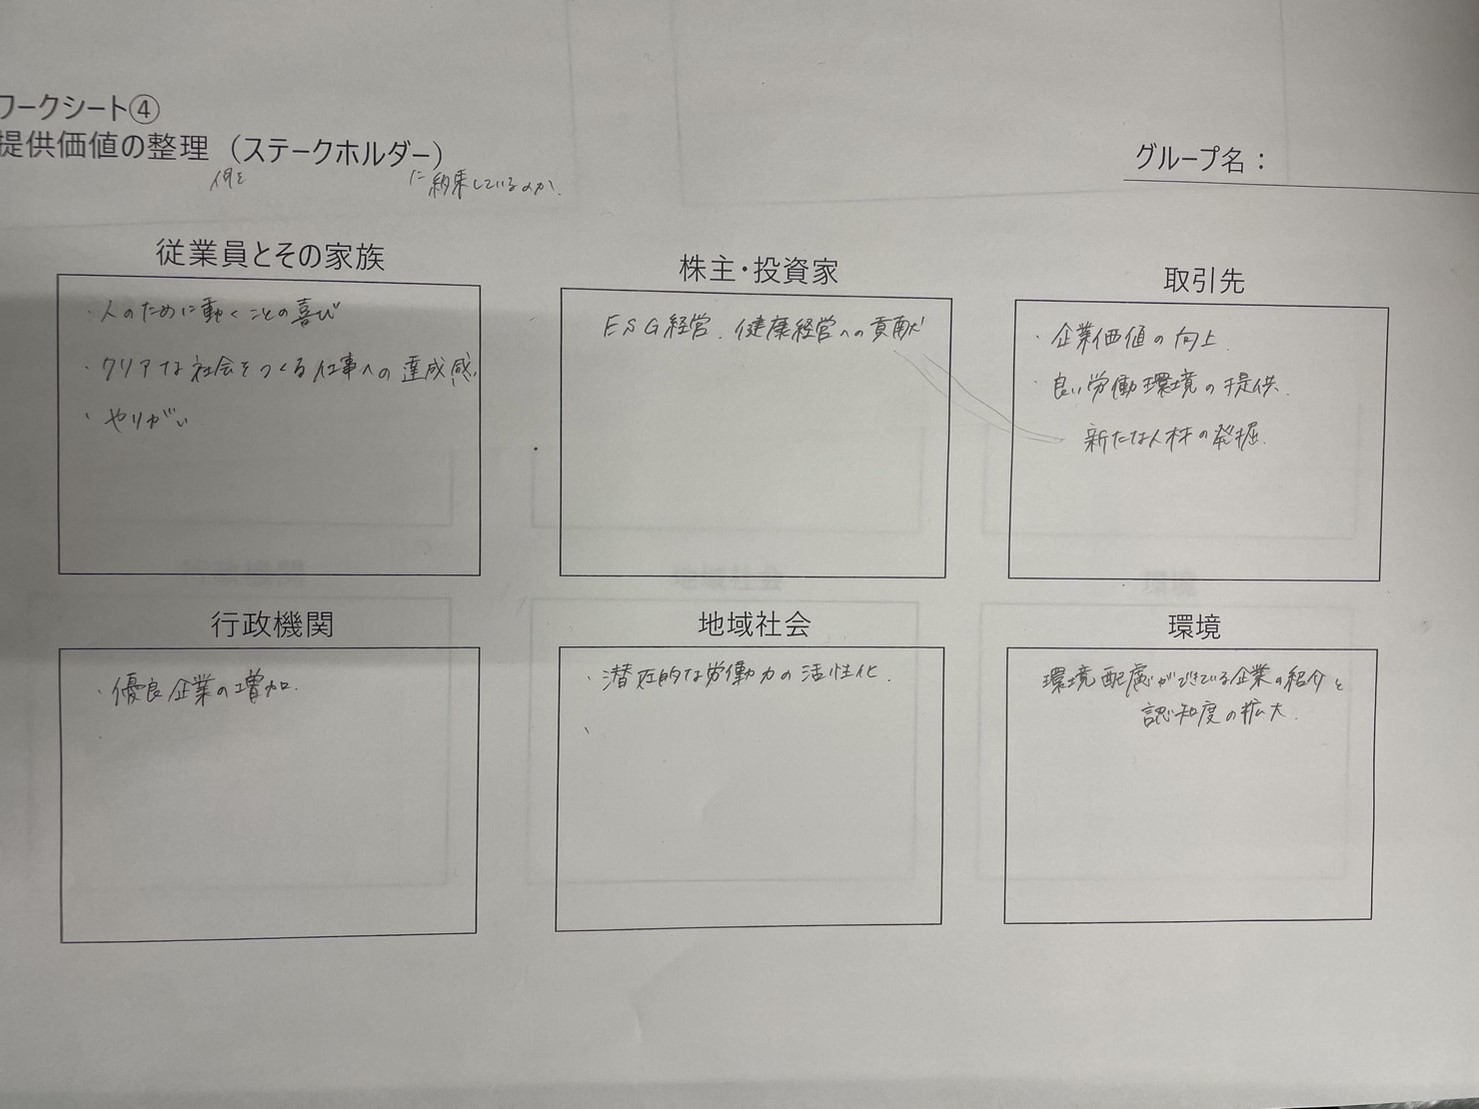 ワークシート④
提供価値の整理（ステークホルダー）
何を に約束しているのか.
グループ名：
従業員とその家族
・人のために動くことの喜び
・クリアな社会をつくる仕事への達成感.
・やりがい
株主・投資家
ESG経営. 健康経営への貢献
取引先
・企業価値の向上.
・良い労働環境の提供.
新たな人材の発掘.
行政機関
・優良企業の増加.
地域社会
・潜在的な労働力の活性化.
環境
環境配慮ができている企業の紹介と
認知度の拡大.